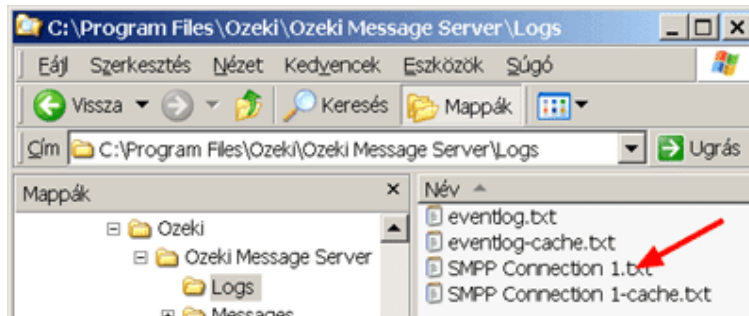 C:\Program Files\Ozeki\Ozeki Message Server\Logs
Fájl Szerkesztés Nézet Kedvencek Eszközök Súgó
Vissza Keresés Mappák
Cím C:\Program Files\Ozeki\Ozeki Message Server\Logs Ugrás
Mappák x Név
Ozeki
Ozeki Message Server
Logs
Messages
eventlog.txt
eventlog-cache.txt
SMPP Connection 1.txt
SMPP Connection 1-cache.txt